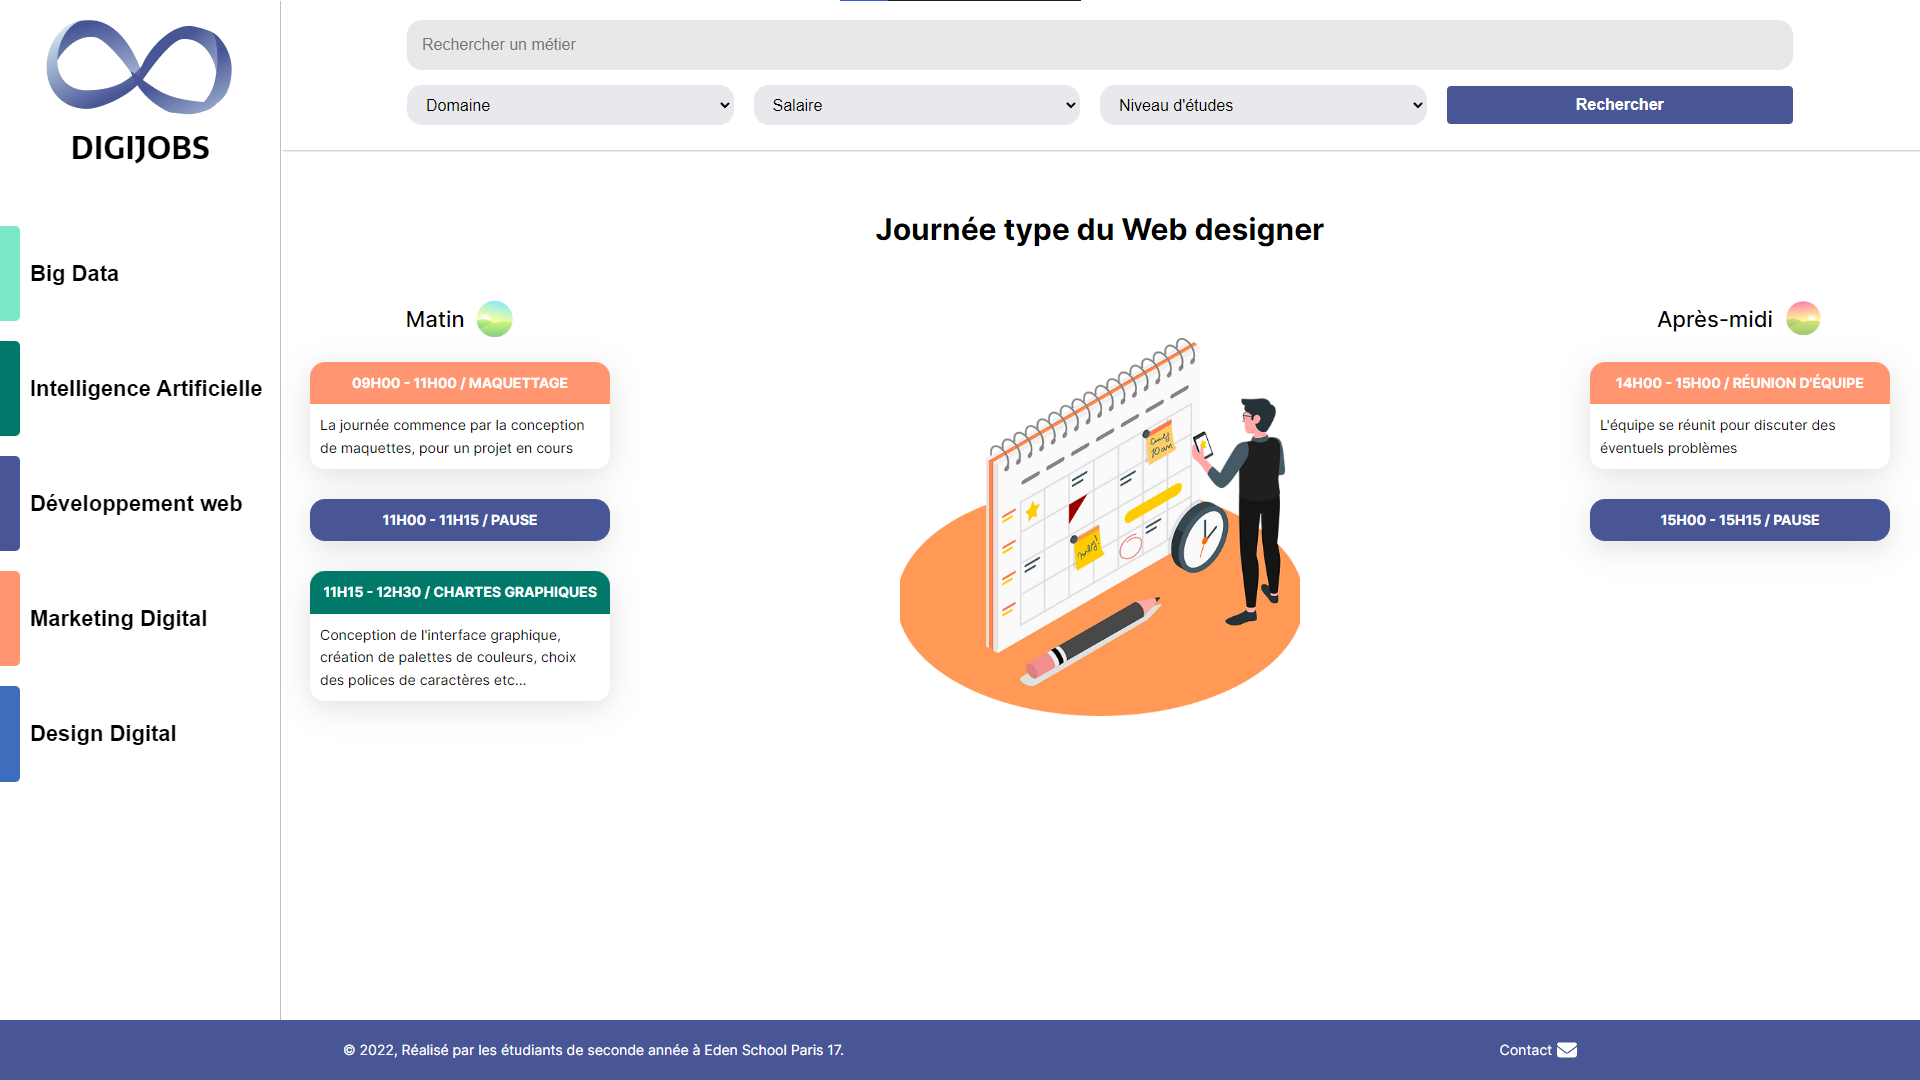 DIGIJOBS
Rechercher un métier
Domaine
Salaire
Niveau d'études
Rechercher
Big Data
Intelligence Artificielle
Développement web
Marketing Digital
Design Digital
Journée type du Web designer
Matin
09H00 - 11H00 / MAQUETTAGE
La journée commence par la conception
de maquettes, pour un projet en cours
11H00 - 11H15 / PAUSE
11H15 - 12H30 / CHARTES GRAPHIQUES
Conception de l'interface graphique,
création de palettes de couleurs, choix
des polices de caractères etc...
10 am
Après-midi
14H00 - 15H00 / RÉUNION D'ÉQUIPE
L'équipe se réunit pour discuter des
éventuels problèmes
15H00 - 15H15 / PAUSE
© 2022, Réalisé par les étudiants de seconde année à Eden School Paris 17.
Contact